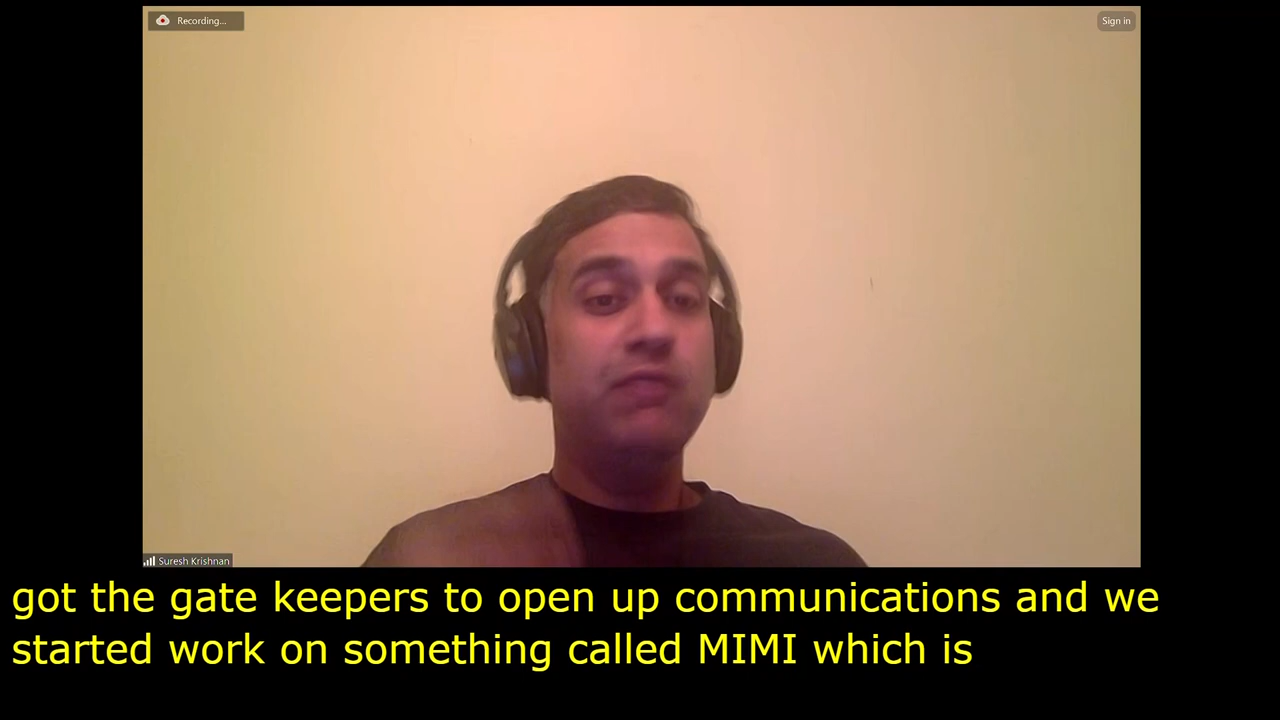 Recording...
Sign in
Suresh Krishnan
got the gate keepers to open up communications and we
started work on something called MIMI which is